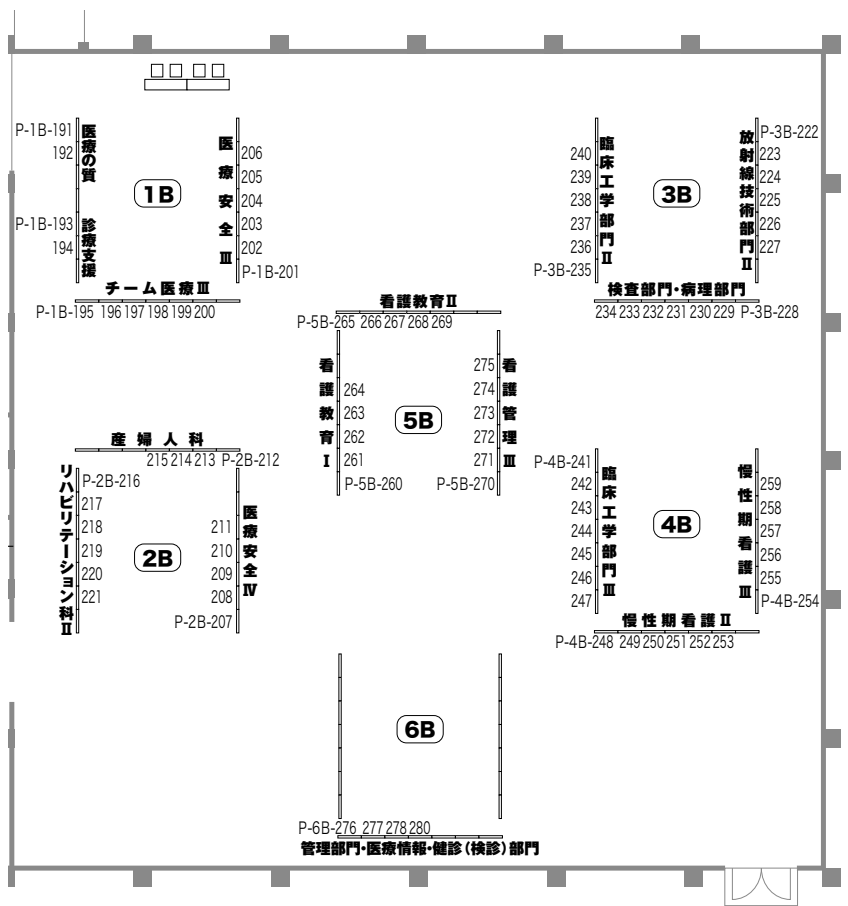 P-1B-191
192
医療の質
P-1B-193
194
診療支援
1B
医療安全Ⅲ
206
205
204
203
202
P-1B-201
チーム医療Ⅲ
P-1B-195 196 197 198 199 200
240
239
238
237
236
P-3B-235
臨床工学部門Ⅱ
3B
放射線技術部門Ⅱ
P-3B-222
223
224
225
226
227
検査部門・病理部門
234 233 232 231 230 229 P-3B-228
看護教育Ⅱ
P-5B-265 266 267 268 269
看護教育Ⅰ
264
263
262
261
P-5B-260
5B
275
274
273
272
271
P-5B-270
看護管理Ⅲ
産婦人科
215 214 213 P-2B-212
リハビリテーション科Ⅱ
P-2B-216
217
218
219
220
221
2B
211
210
209
208
P-2B-207
医療安全Ⅳ
P-4B-241
242
243
244
245
246
247
臨床工学部門Ⅲ
4B
慢性期看護Ⅲ
259
258
257
256
255
P-4B-254
慢性期看護Ⅱ
P-4B-248 249 250 251 252 253
6B
P-6B-276 277 278 280
管理部門・医療情報・健診（検診）部門